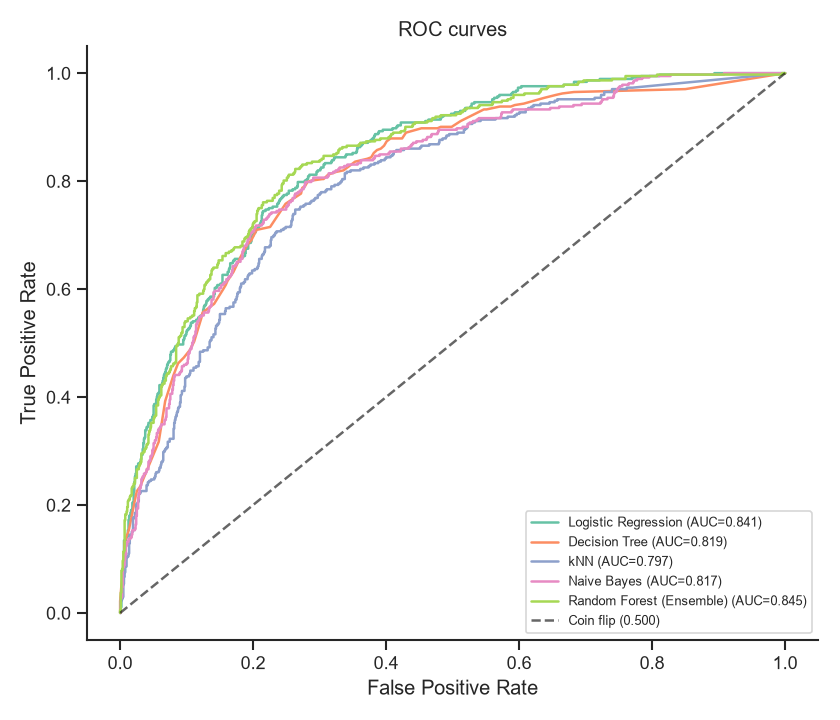 ROC curves
True Positive Rate
1.0
0.8
0.6
0.4
0.2
0.0
Logistic Regression (AUC=0.841)
Decision Tree (AUC=0.819)
kNN (AUC=0.797)
Naive Bayes (AUC=0.817)
Random Forest (Ensemble) (AUC=0.845)
Coin flip (0.500)
0.0 0.2 0.4 0.6 0.8 1.0
False Positive Rate